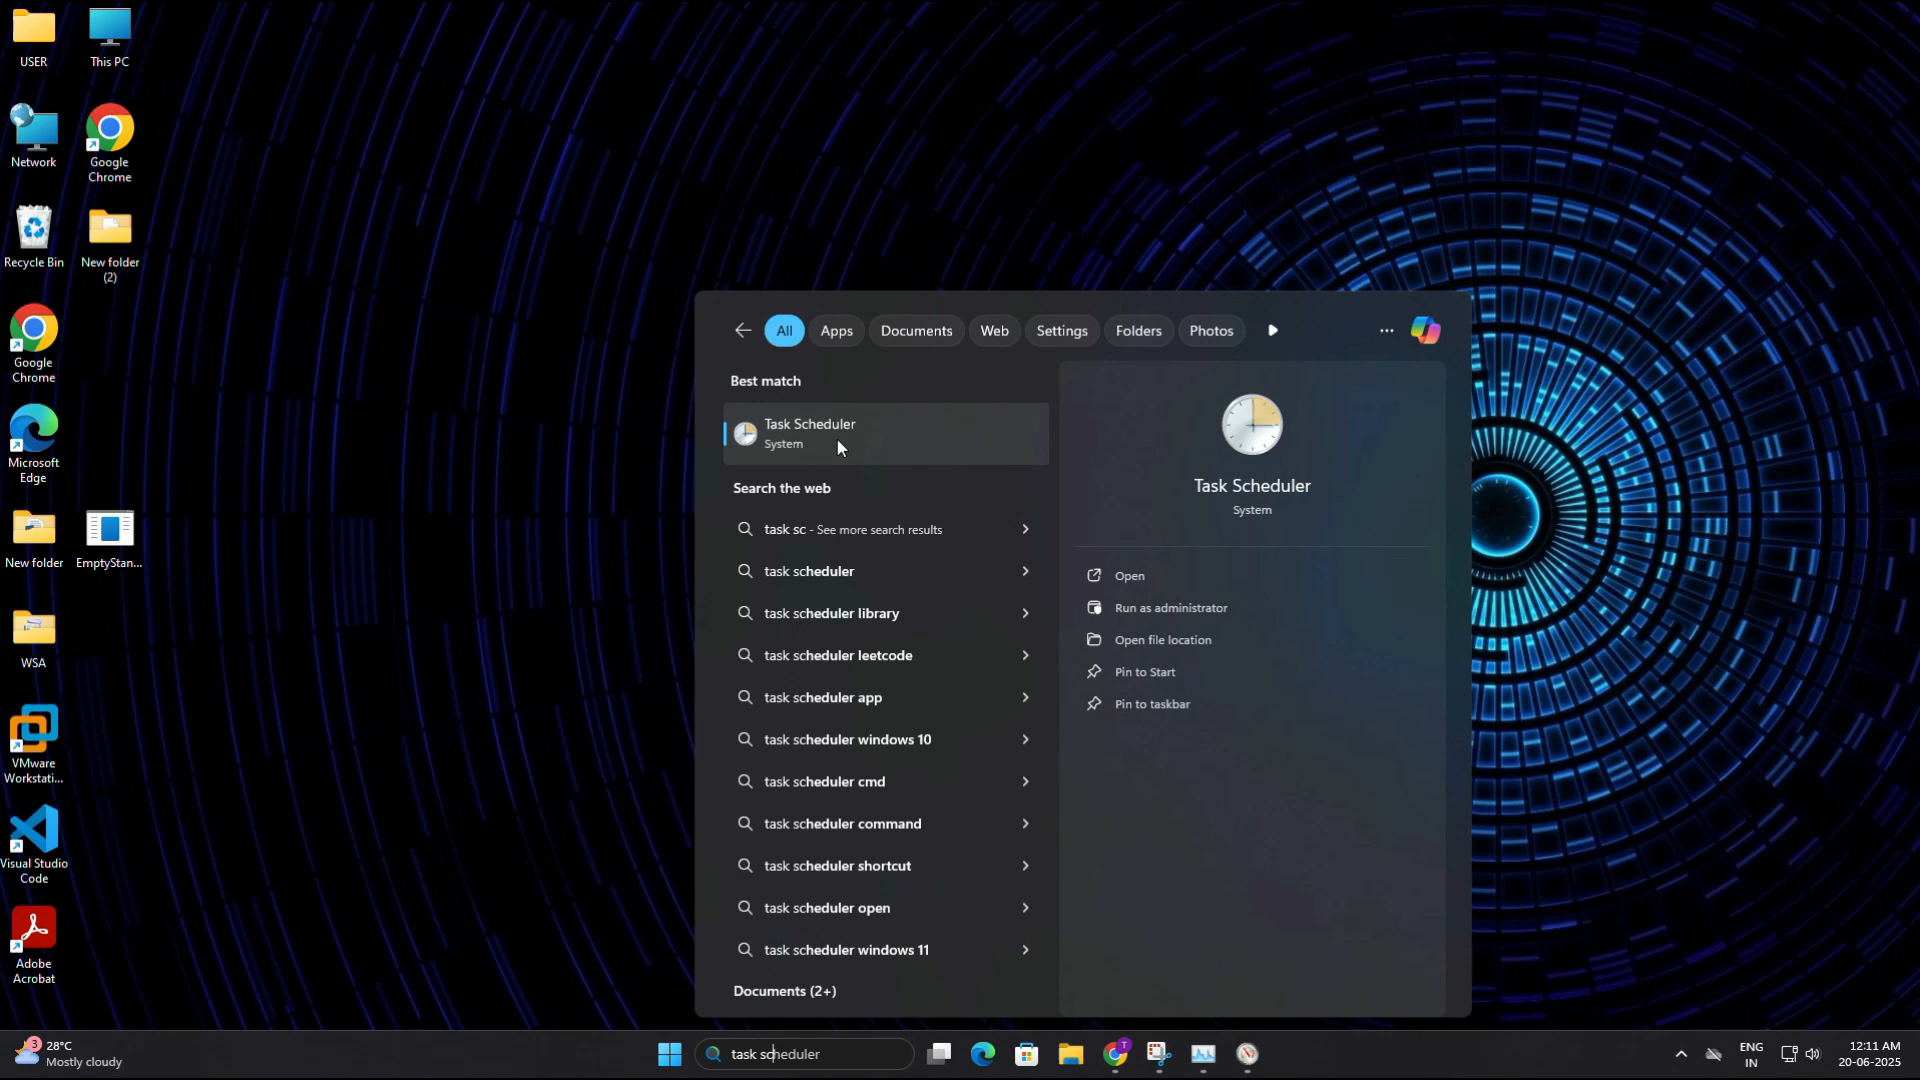 USER
This PC
Network
Google
Chrome
Recycle Bin
New folder
(2)
Google
Chrome
Microsoft
Edge
New folder
EmptyStan...
WSA
VMware
Workstati...
Visual Studio
Code
Adobe
Acrobat
All
Apps
Documents
Web
Settings
Folders
Photos
Best match
Task Scheduler
System
Search the web
task sc - See more search results
task scheduler
task scheduler library
task scheduler leetcode
task scheduler app
task scheduler windows 10
task scheduler cmd
task scheduler command
task scheduler shortcut
task scheduler open
task scheduler windows 11
Documents (2+)
Task Scheduler
System
Open
Run as administrator
Open file location
Pin to Start
Pin to taskbar
3
28°C
Mostly cloudy
task scheduler
T
ENG
IN
12:11 AM
20-06-2025